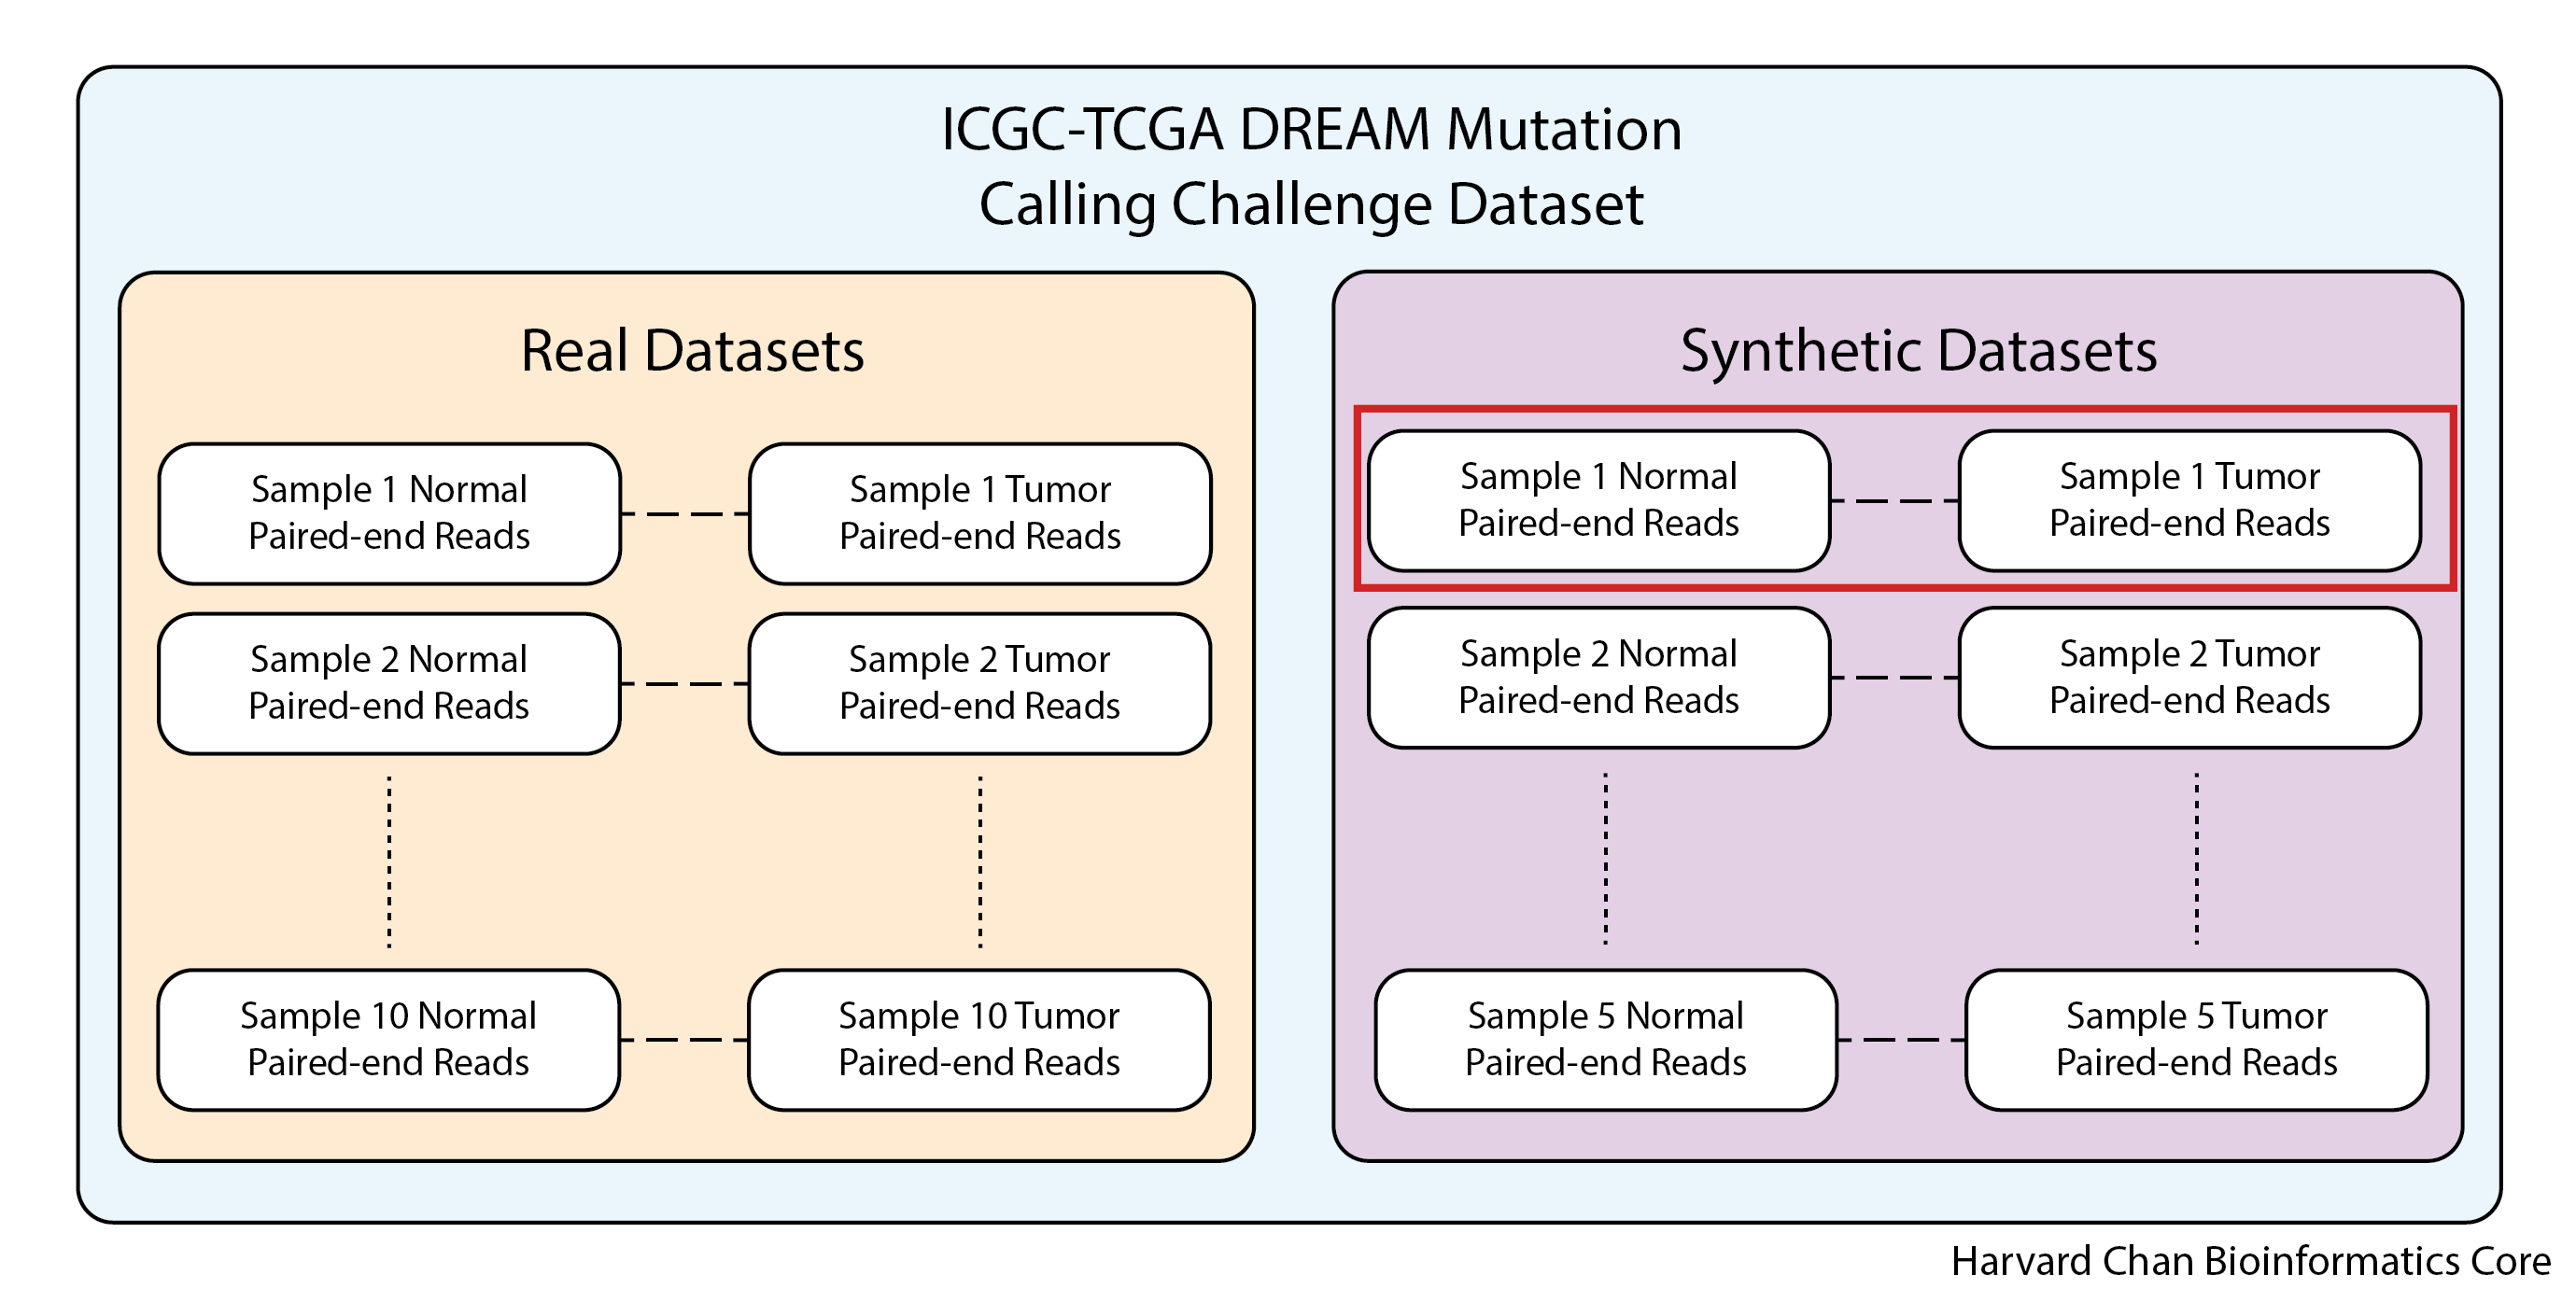 ICGC-TCGA DREAM Mutation
Calling Challenge Dataset
Real Datasets
Sample 1 Normal
Paired-end Reads
Sample 1 Tumor
Paired-end Reads
Sample 2 Normal
Paired-end Reads
Sample 2 Tumor
Paired-end Reads
Sample 10 Normal
Paired-end Reads
Sample 10 Tumor
Paired-end Reads
Synthetic Datasets
Sample 1 Normal
Paired-end Reads
Sample 1 Tumor
Paired-end Reads
Sample 2 Normal
Paired-end Reads
Sample 2 Tumor
Paired-end Reads
Sample 5 Normal
Paired-end Reads
Sample 5 Tumor
Paired-end Reads
Harvard Chan Bioinformatics Core